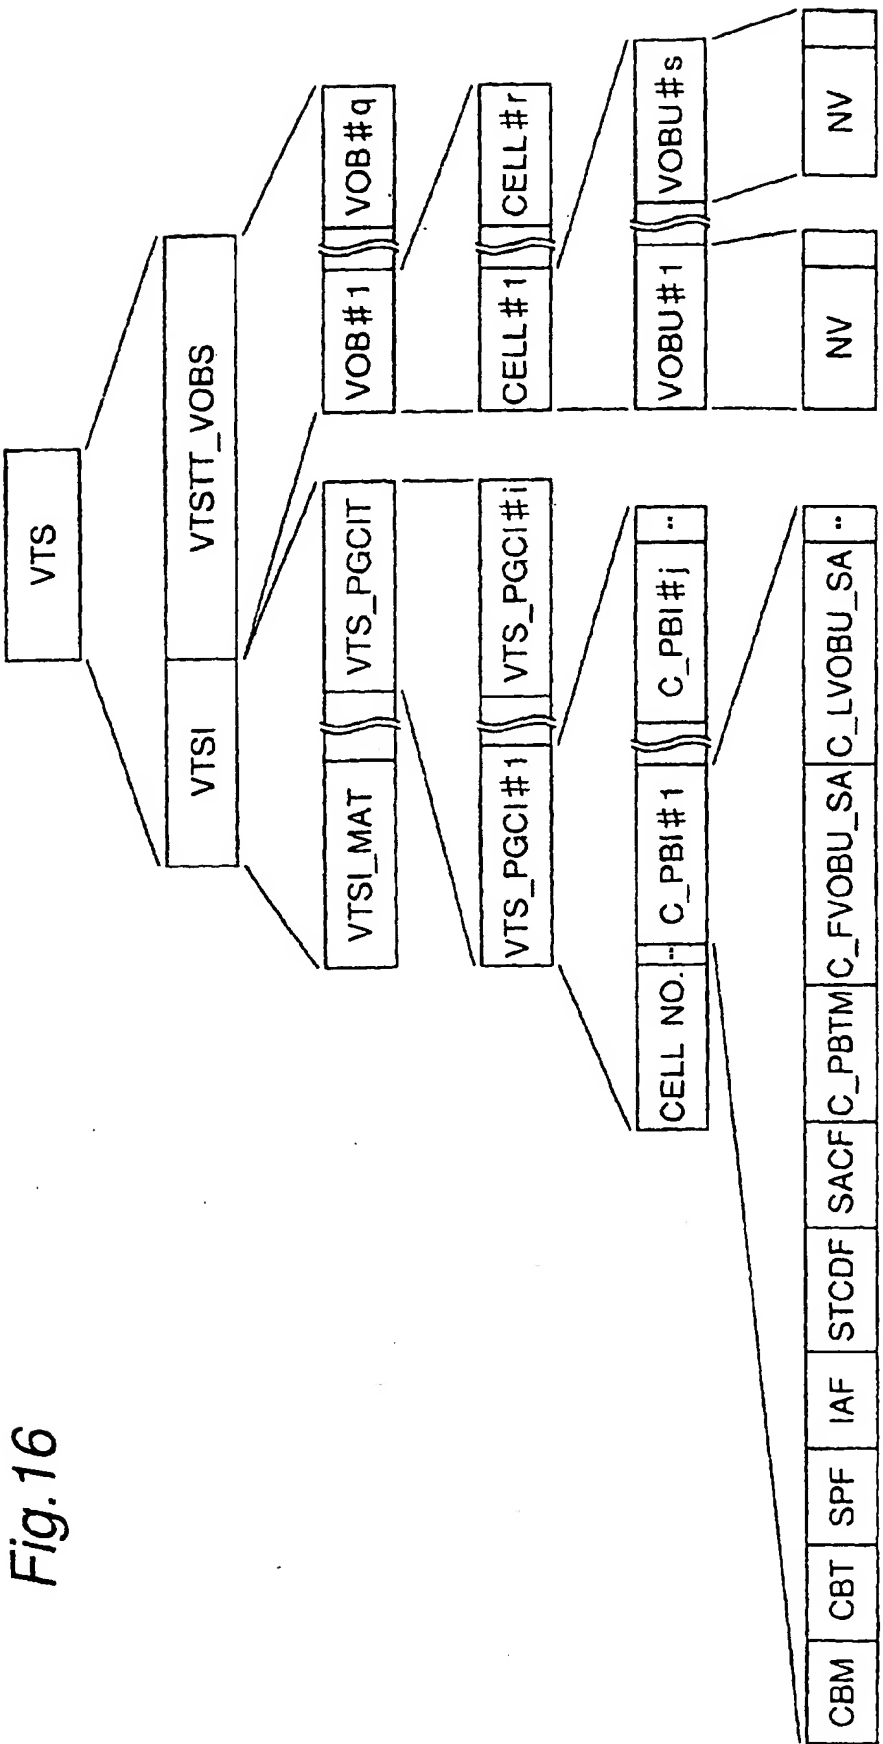 Fig.16
VTS
VTSI VTSTT_VOBS
VTSI_MAT VTS_PGCIT VOB#1 VOB#q
VTS_PGCI#1 VTS_PGCI#i CELL#1 CELL#r
CELL NO. -- C_PBI#1 C_PBI#j -- VOBU#1 VOBU#s
CBM CBT SPF IAF STCDF SACF C_PBTM C_FVOBU_SA C_LVOBU_SA -- NV NV